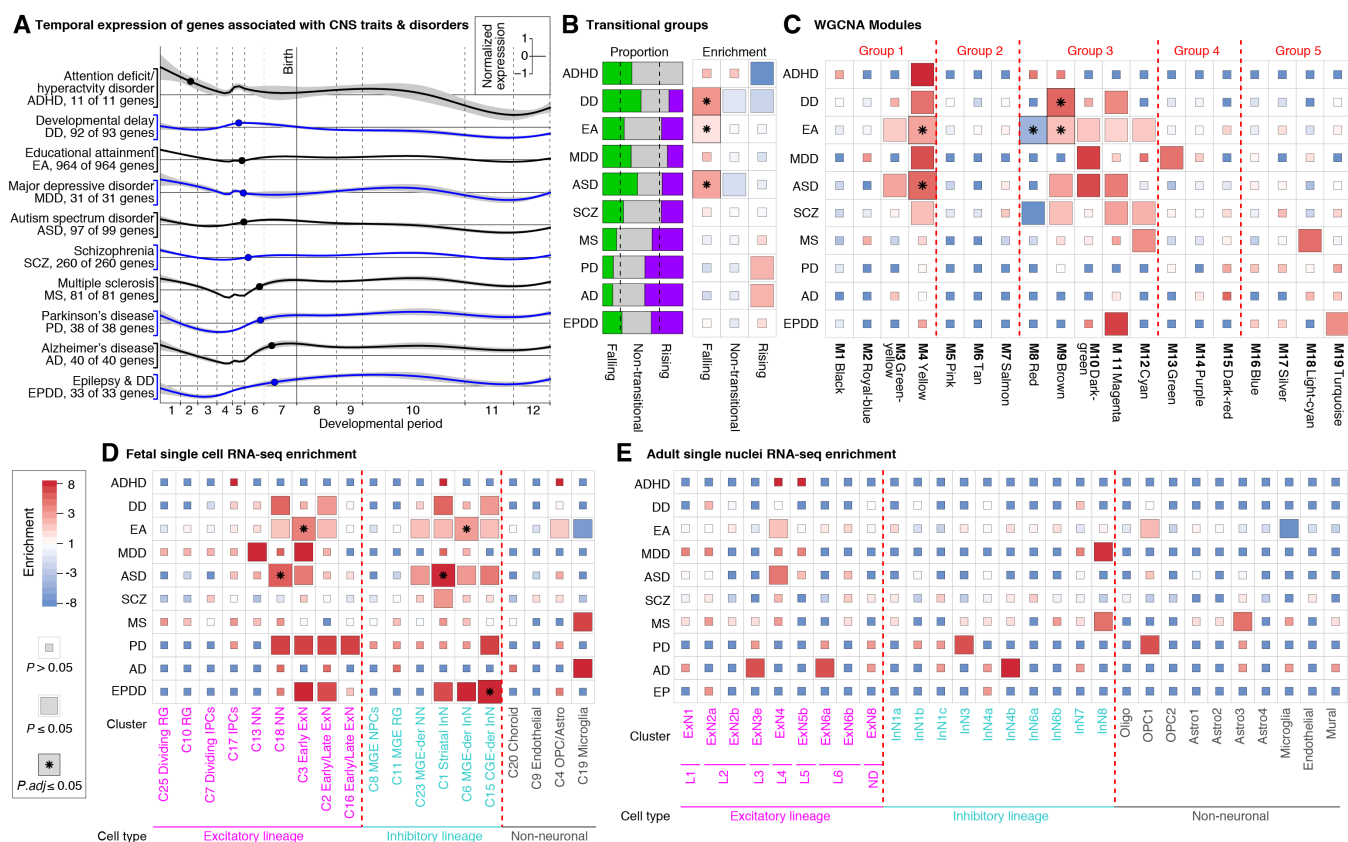 A Temporal expression of genes associated with CNS traits & disorders
Normalized
expresssion
1
0
−1
Birth
Attention deficit/
hyperactvity disorder
ADHD, 11 of 11 genes
Developmental delay
DD, 92 of 93 genes
Educational attainment
EA, 964 of 964 genes
Major depressive disorder
MDD, 31 of 31 genes
Autism spectrum disorder
ASD, 97 of 99 genes
Schizophrenia
SCZ, 260 of 260 genes
Multiple sclerosis
MS, 81 of 81 genes
Parkinson's disease
PD, 38 of 38 genes
Alzheimer's disease
AD, 40 of 40 genes
Epilepsy & DD
EPDD, 33 of 33 genes
1 2 3 4 5 6 7 8 9 10 11 12
Developmental period
B Transitional groups
Proportion Enrichment
ADHD
DD
EA
MDD
ASD
SCZ
MS
PD
AD
EPDD
Falling
Non-transitional
Rising
Falling
Non-transitional
Rising
C WGCNA Modules
Group 1 Group 2 Group 3 Group 4 Group 5
ADHD
DD
EA
MDD
ASD
SCZ
MS
PD
AD
EPDD
M1 Black
M2 Royal-blue
M3 Green-
yellow
M4 Yellow
M5 Pink
M6 Tan
M7 Salmon
M8 Red
M9 Brown
M10 Dark-
green
M 11 Magenta
M12 Cyan
M13 Green
M14 Purple
M15 Dark-red
M16 Blue
M17 Silver
M18 Light-cyan
M19 Turquoise
Enrichment
8
3
1
-3
-8
P > 0.05
P ≤ 0.05
P.adj ≤ 0.05
D Fetal single cell RNA-seq enrichment
ADHD
DD
EA
MDD
ASD
SCZ
MS
PD
AD
EPDD
Cluster
C25 Dividing RG
C10 RG
C7 Dividing IPCs
C17 IPCs
C13 NN
C18 NN
C3 Early ExN
C2 Early/Late ExN
C16 Early/Late ExN
C8 MGE NPCs
C11 MGE RG
C23 MGE-der NN
C1 Striatal InN
C6 MGE-der InN
C15 CGE-der InN
C20 Choroid
C9 Endothelial
C4 OPC/Astro
C19 Microglia
Cell type Excitatory lineage Inhibitory lineage Non-neuronal
E Adult single nuclei RNA-seq enrichment
ADHD
DD
EA
MDD
ASD
SCZ
MS
PD
AD
EP
Cluster
ExN1
ExN2a
ExN2b
ExN3e
ExN4
ExN5b
ExN6a
ExN6b
ExN8
InN1a
InN1b
InN1c
InN3
InN4a
InN4b
InN6a
InN6b
InN7
InN8
Oligo
OPC1
OPC2
Astro1
Astro2
Astro3
Astro4
Microglia
Endothelial
Mural
L1
L2
L3
L4
L5
L6
ND
Cell type Excitatory lineage Inhibitory lineage Non-neuronal